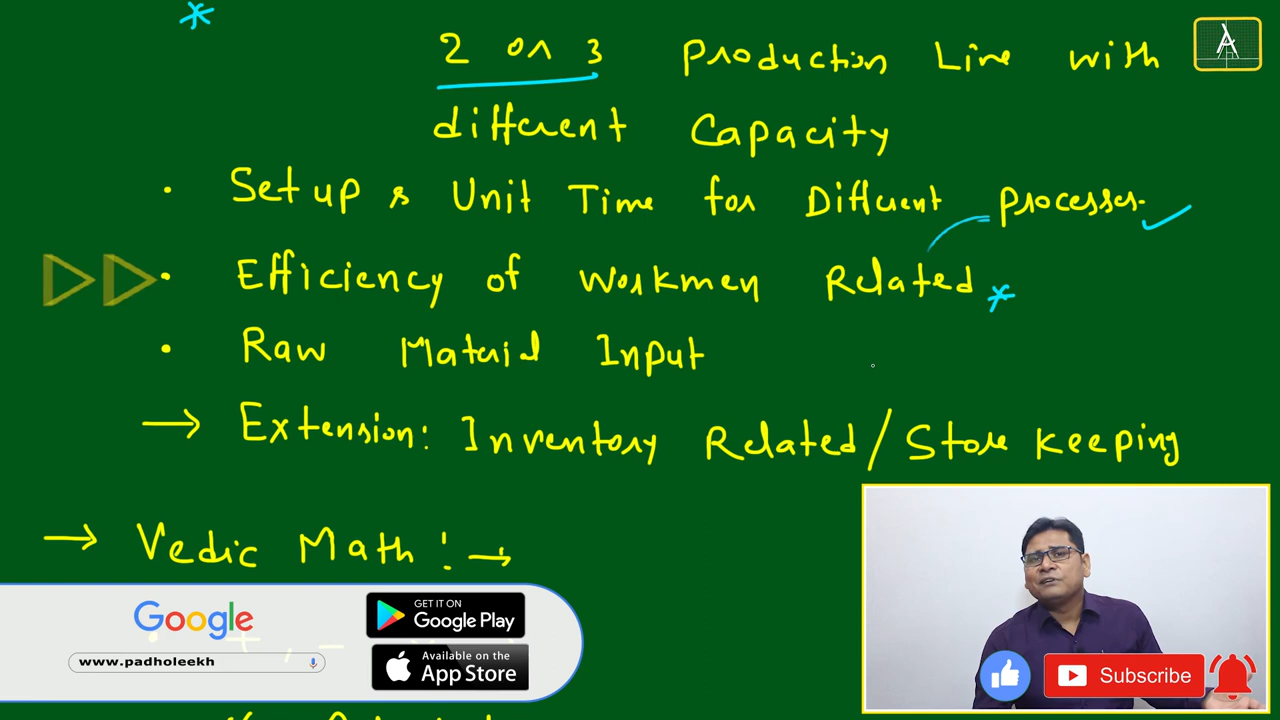 2 or 3 Production Line with
different Capacity
• Setup & Unit Time for Different Processes.
• Efficiency of Workmen Related
• Raw Material Input
→ Extension: Inventory Related/Store Keeping
→ Vedic Math :→
+, -
Google
www.padholeekh
GET IT ON
Google Play
Available on the
App Store
Subscribe